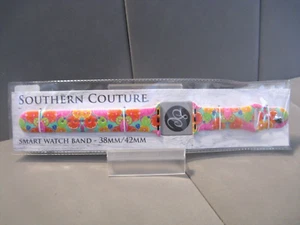 SOUTHERN COUTURE
SMART WATCH BAND - 38MM/42MM